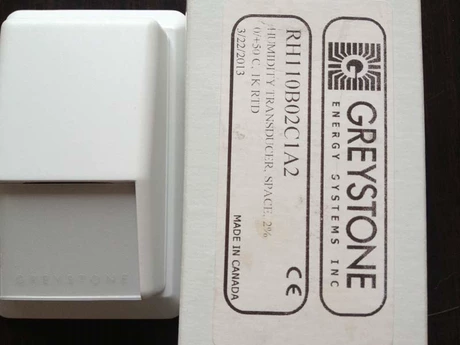 GREYSTONE
ENERGY SYSTEMS INC
RH110B02C1A2
HUMIDITY TRANSDUCER, SPACE, 2%
0/+50 C, 1K RTD
3/22/2013
CE
MADE IN CANADA
GREYSTONE